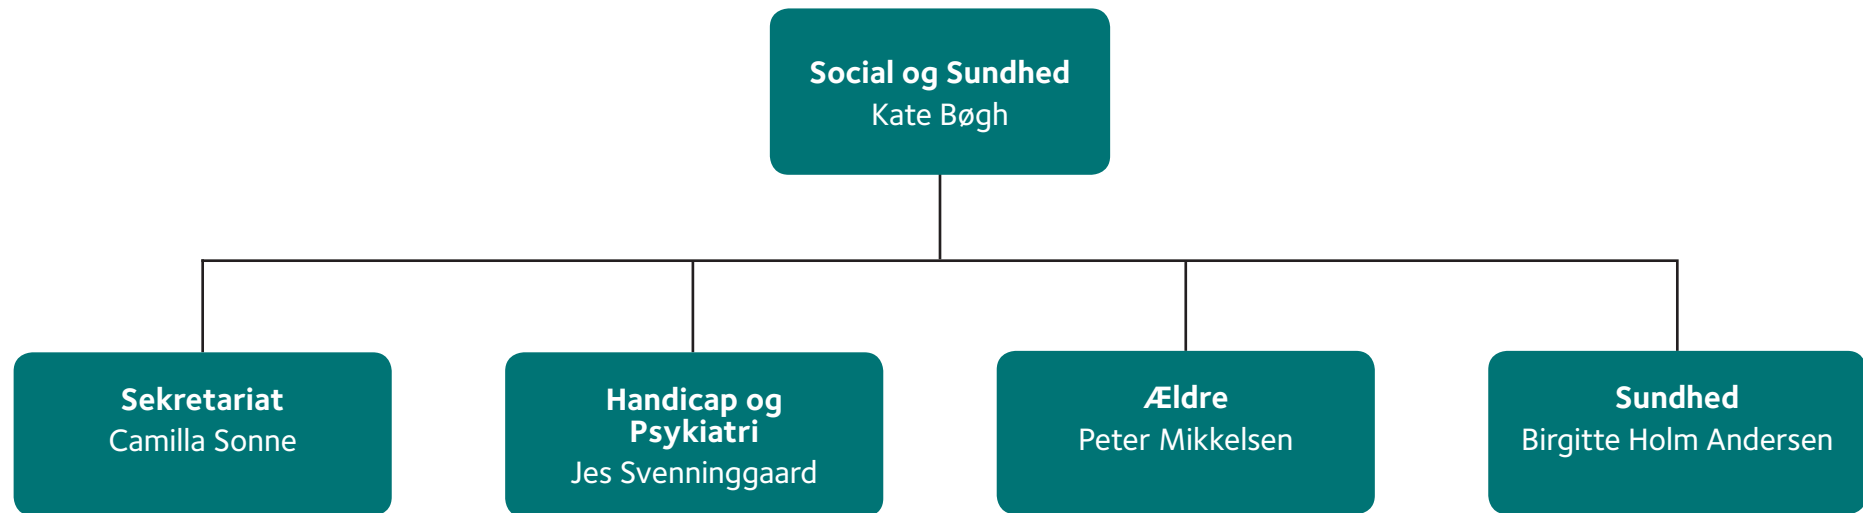 Social og Sundhed
Kate Bøgh
Sekretariat
Camilla Sonne
Handicap og
Psykiatri
Jes Svenninggaard
Ældre
Peter Mikkelsen
Sundhed
Birgitte Holm Andersen